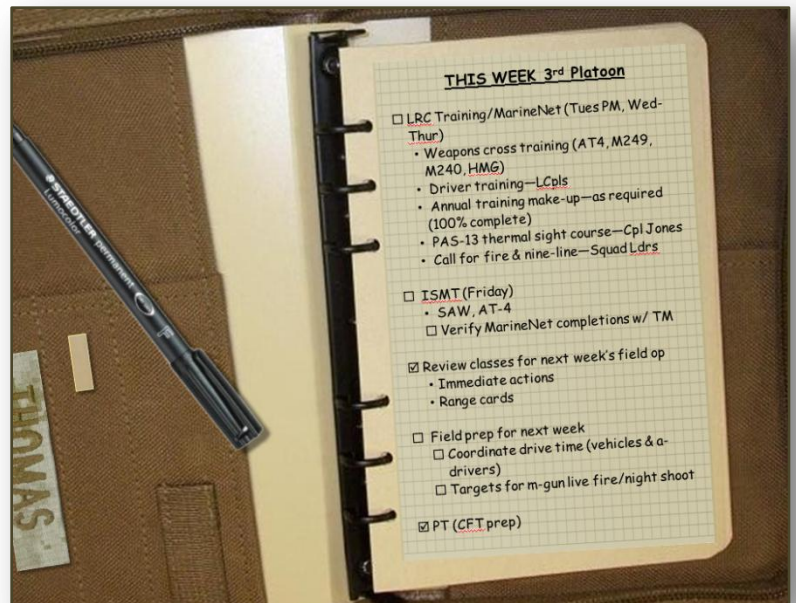 THIS WEEK 3rd Platoon
☐ LRC Training/MarineNet (Tues PM, Wed-
Thur)
• Weapons cross training (AT4, M249,
M240, HMG)
• Driver training—LCpls
• Annual training make-up—as required
(100% complete)
• PAS-13 thermal sight course—Cpl Jones
• Call for fire & nine-line—Squad Ldrs
☐ ISMT (Friday)
• SAW, AT-4
☐ Verify MarineNet completions w/ TM
☑ Review classes for next week's field op
• Immediate actions
• Range cards
☐ Field prep for next week
☐ Coordinate drive time (vehicles & a-
drivers)
☐ Targets for m-gun live fire/night shoot
☑ PT (CFT prep)
STAEDTLER permanent F
Lumocolor
THOMAS